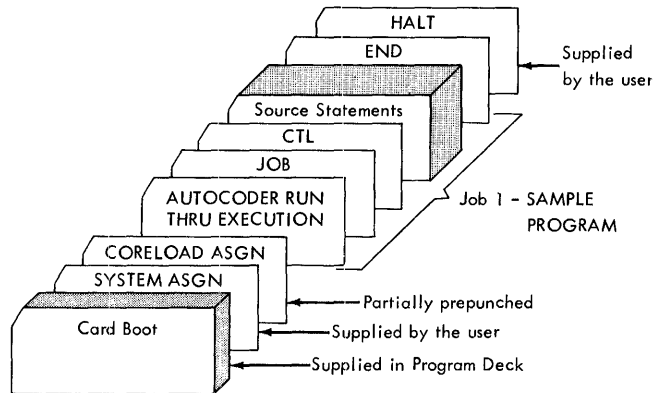 HALT
END
Supplied
by the user
Source Statements
CTL
JOB
Job 1 - SAMPLE
PROGRAM
AUTOCODER RUN
THRU EXECUTION
CORELOAD ASGN
SYSTEM ASGN
Partially prepunched
Card Boot
Supplied by the user
Supplied in Program Deck